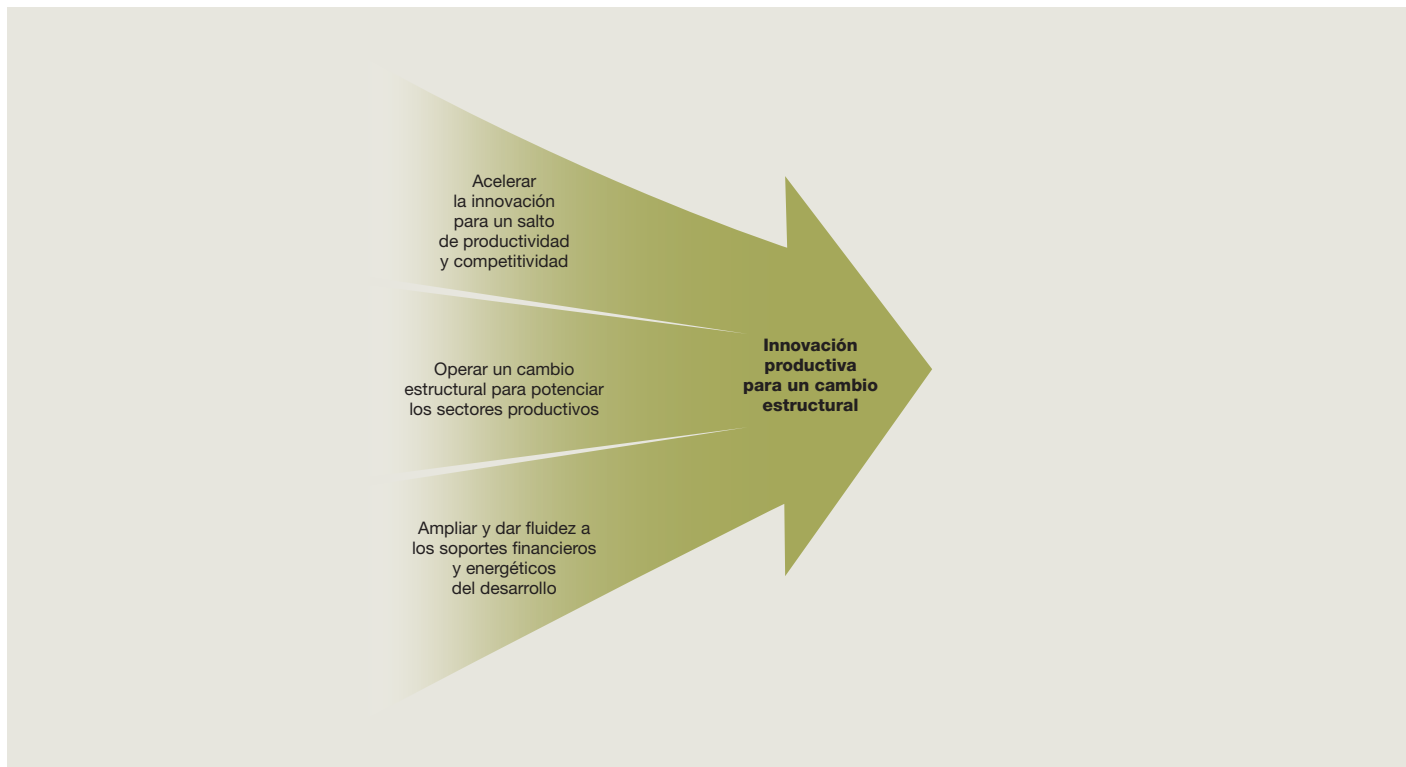 Acelerar
la innovación
para un salto
de productividad
y competitividad
Operar un cambio
estructural para potenciar
los sectores productivos
Ampliar y dar fluidez a
los soportes financieros
y energéticos
del desarrollo
Innovación
productiva
para un cambio
estructural